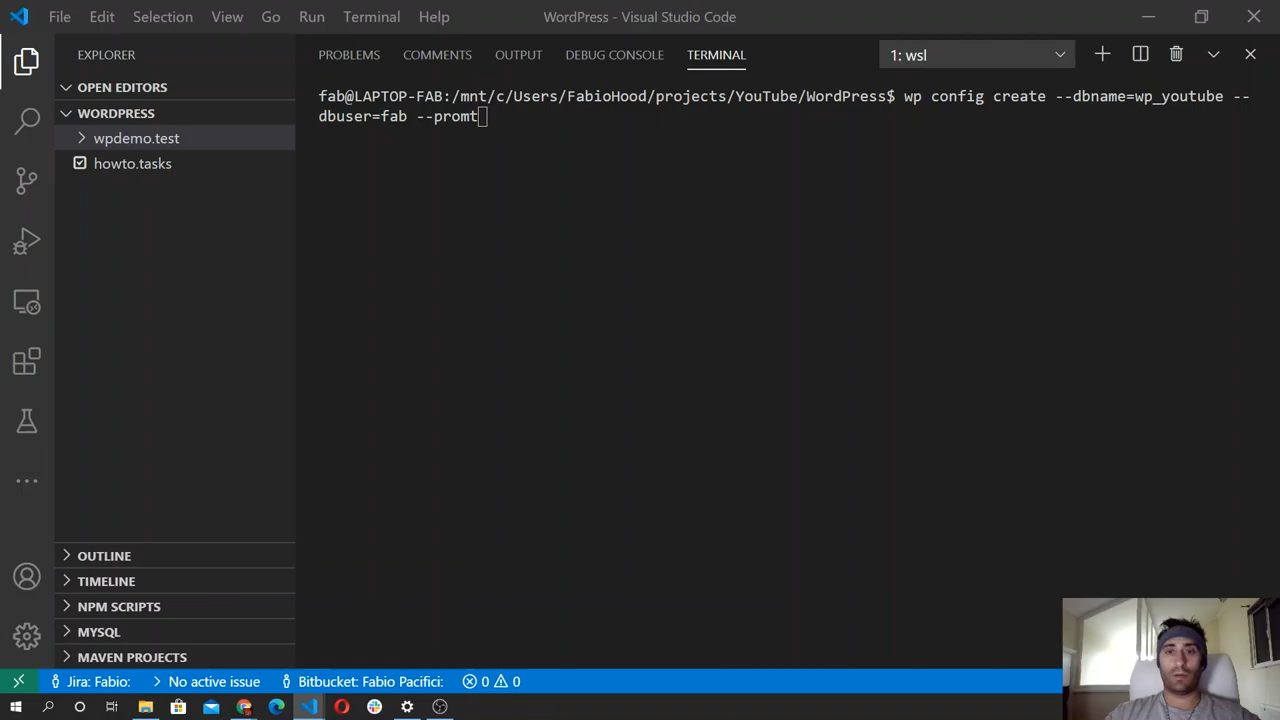 File Edit Selection View Go Run Terminal Help WordPress - Visual Studio Code
EXPLORER
OPEN EDITORS
WORDPRESS
wpdemo.test
howto.tasks
OUTLINE
TIMELINE
NPM SCRIPTS
MYSQL
MAVEN PROJECTS
PROBLEMS COMMENTS OUTPUT DEBUG CONSOLE TERMINAL 1: wsl
fab@LAPTOP-FAB:/mnt/c/Users/FabioHood/projects/YouTube/WordPress$ wp config create --dbname=wp_youtube --
dbuser=fab --promt
Jira: Fabio: No active issue Bitbucket: Fabio Pacifici: 0 0